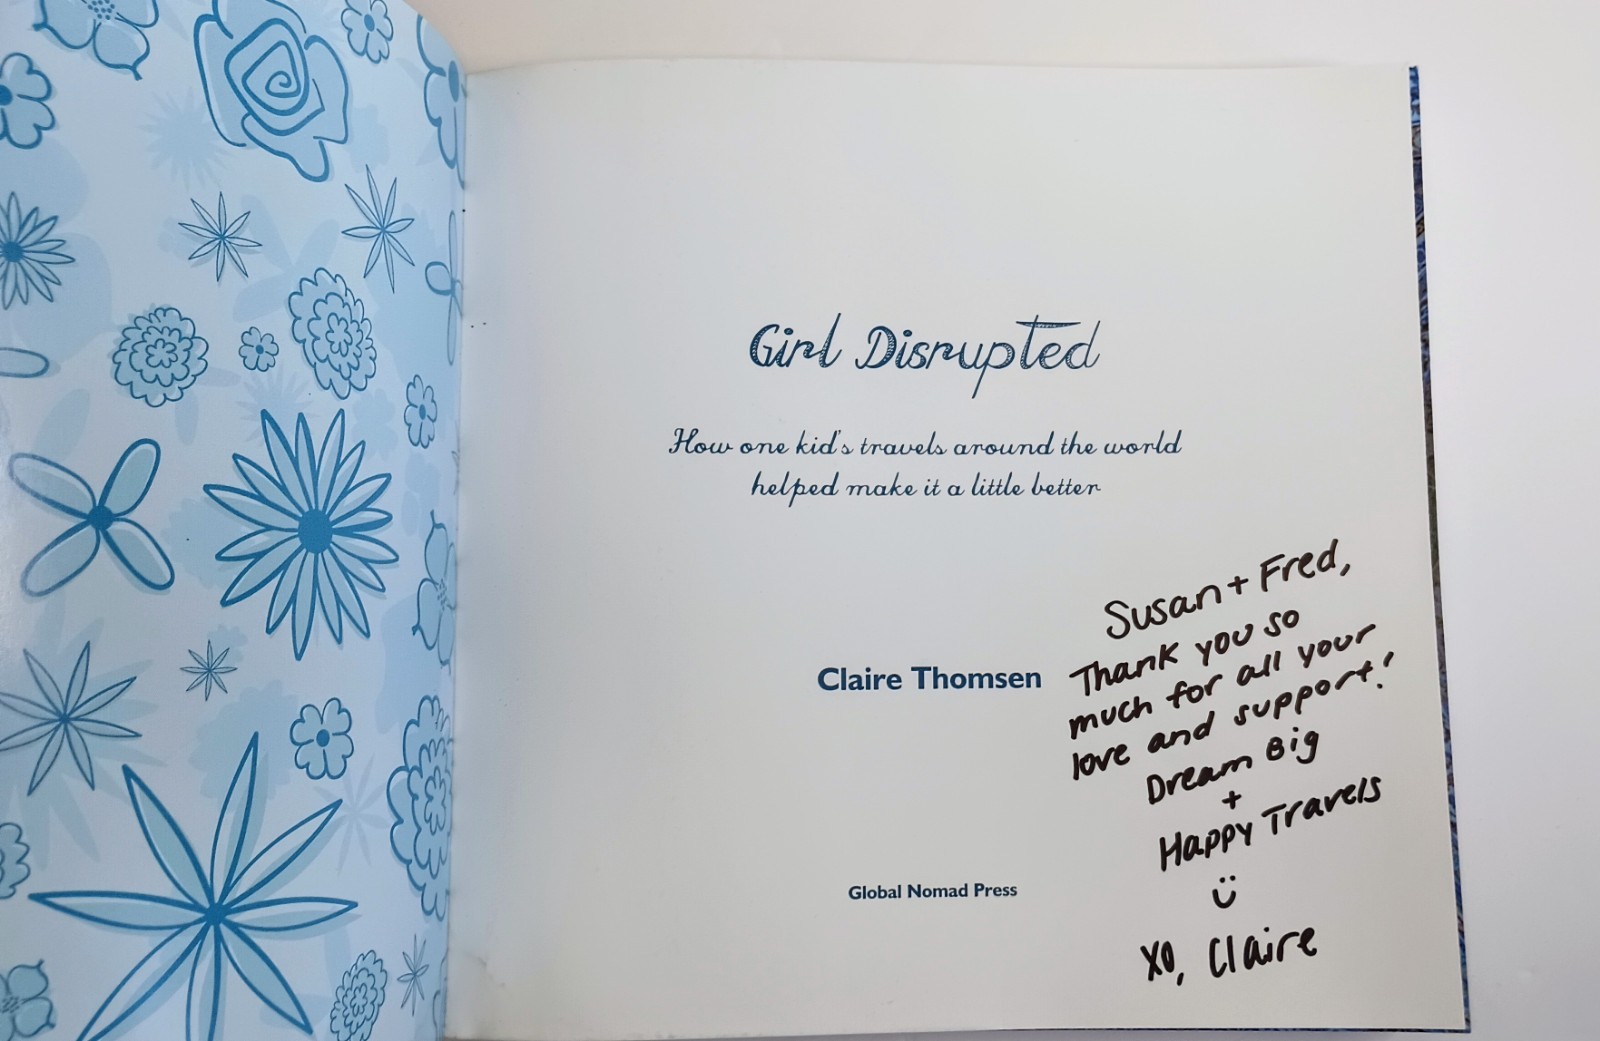 Girl Disrupted
How one kid's travels around the world
helped make it a little better
Claire Thomsen
Global Nomad Press
Susan + Fred,
Thank you so
much for all your
love and support!
Dream Big
+
Happy Travels
Ü
XO, Claire